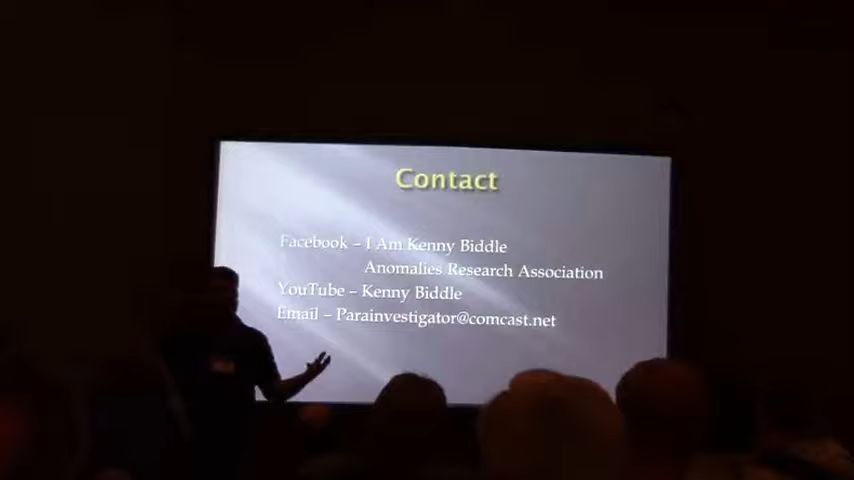 Contact
Facebook – I Am Kenny Biddle
Anomalies Research Association
YouTube – Kenny Biddle
Email – Parainvestigator@comcast.net